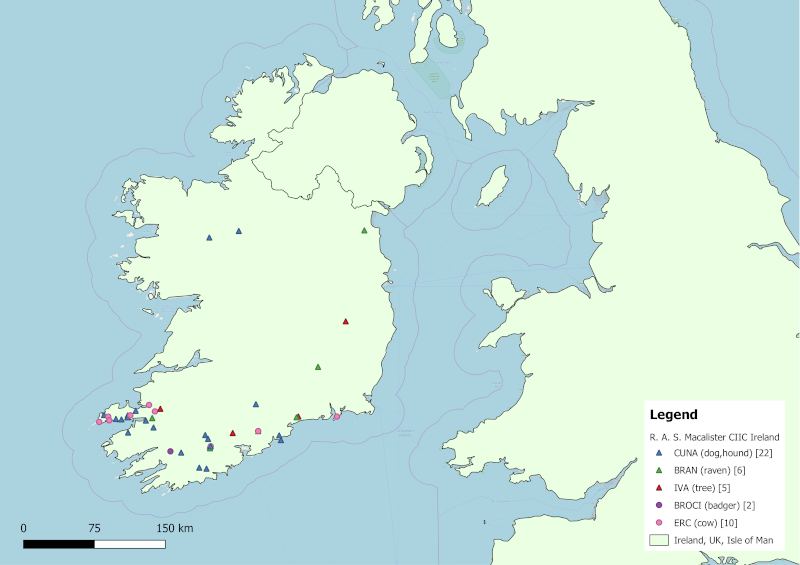 Legend
R. A. S. Macalister CIIC Ireland
CUNA (dog,hound) [22]
BRAN (raven) [6]
IVA (tree) [5]
BROCI (badger) [2]
ERC (cow) [10]
Ireland, UK, Isle of Man
0 75 150 km